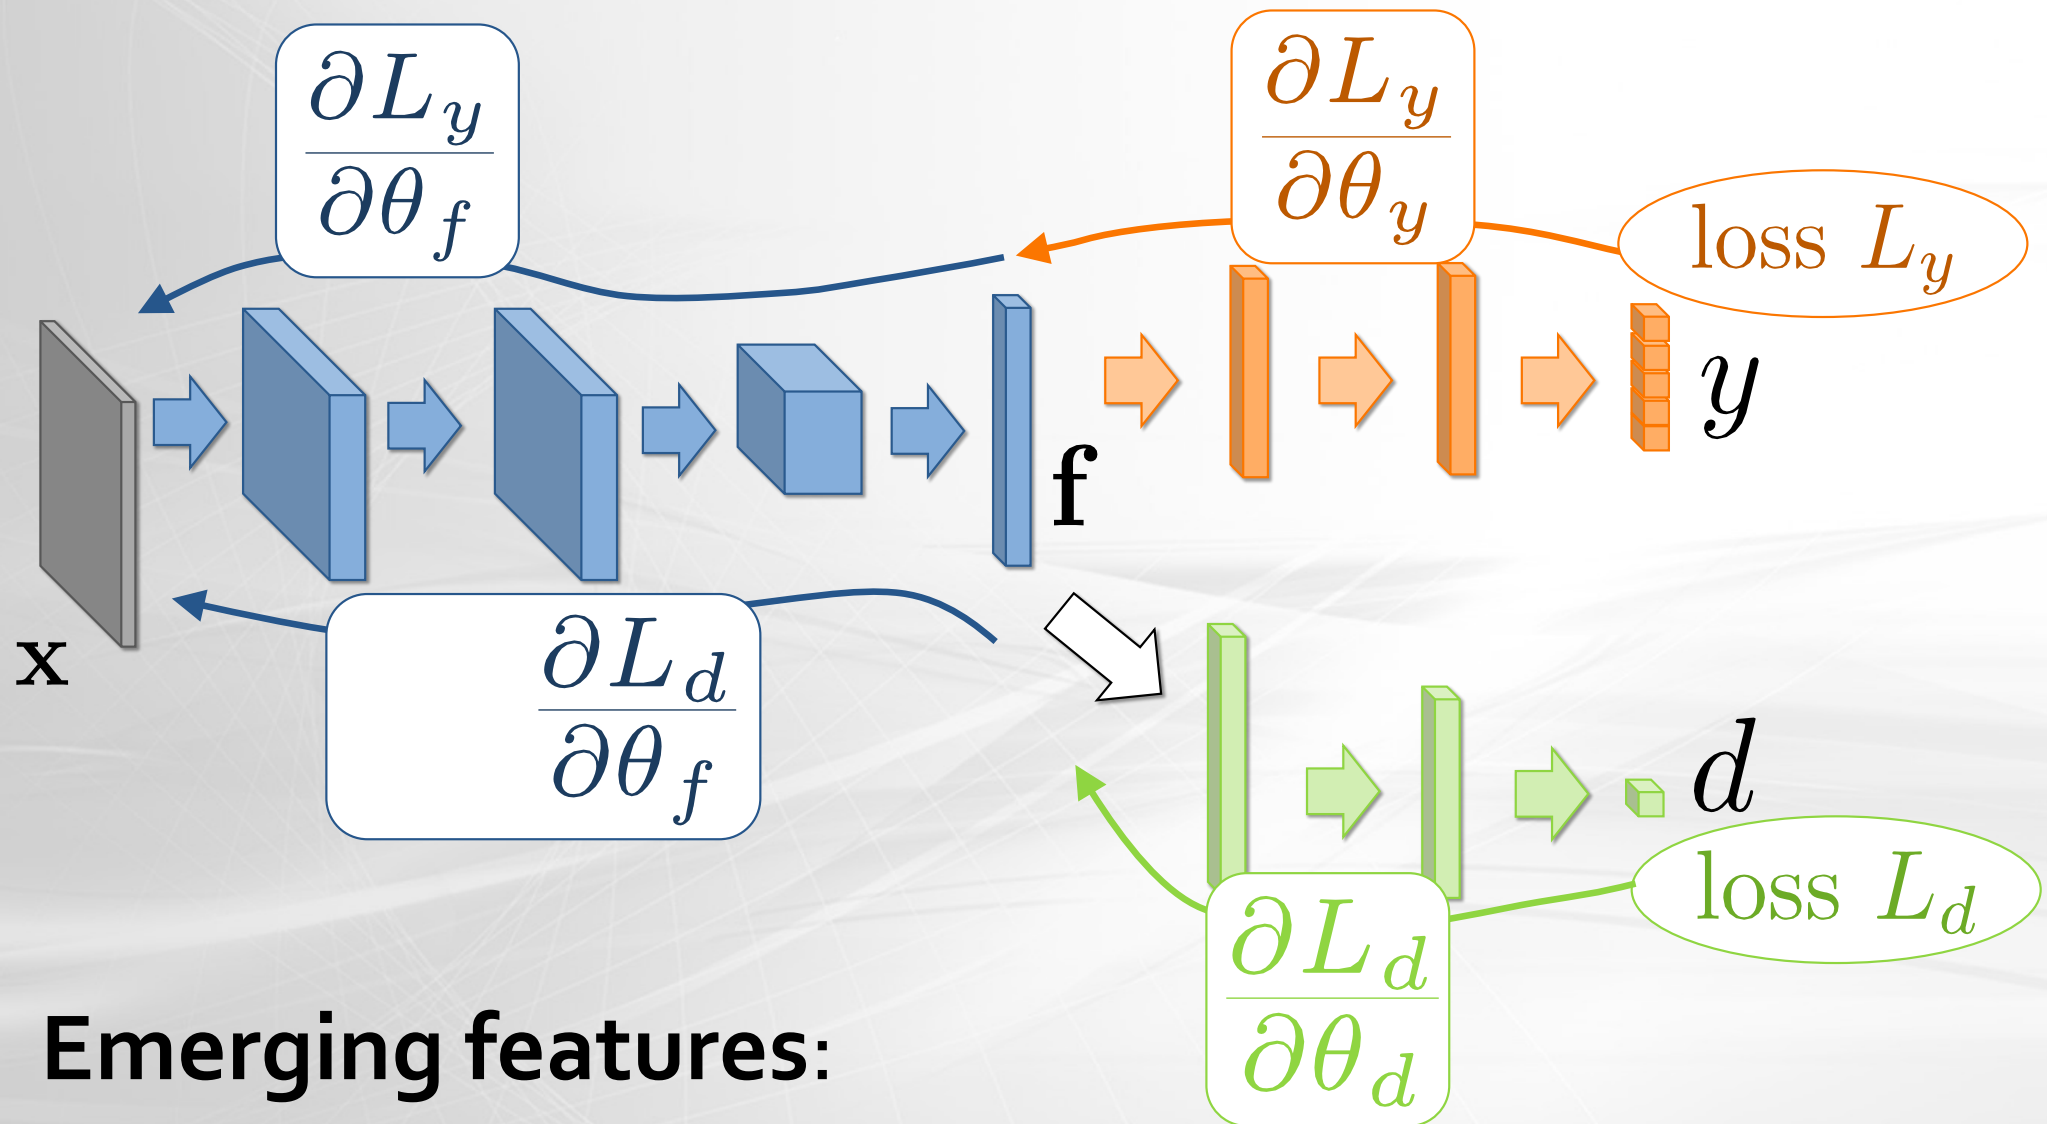 ∂L_y
∂θ_f
∂L_y
∂θ_y
loss L_y
y
f
x
∂L_d
∂θ_f
d
loss L_d
∂L_d
∂θ_d
Emerging features: